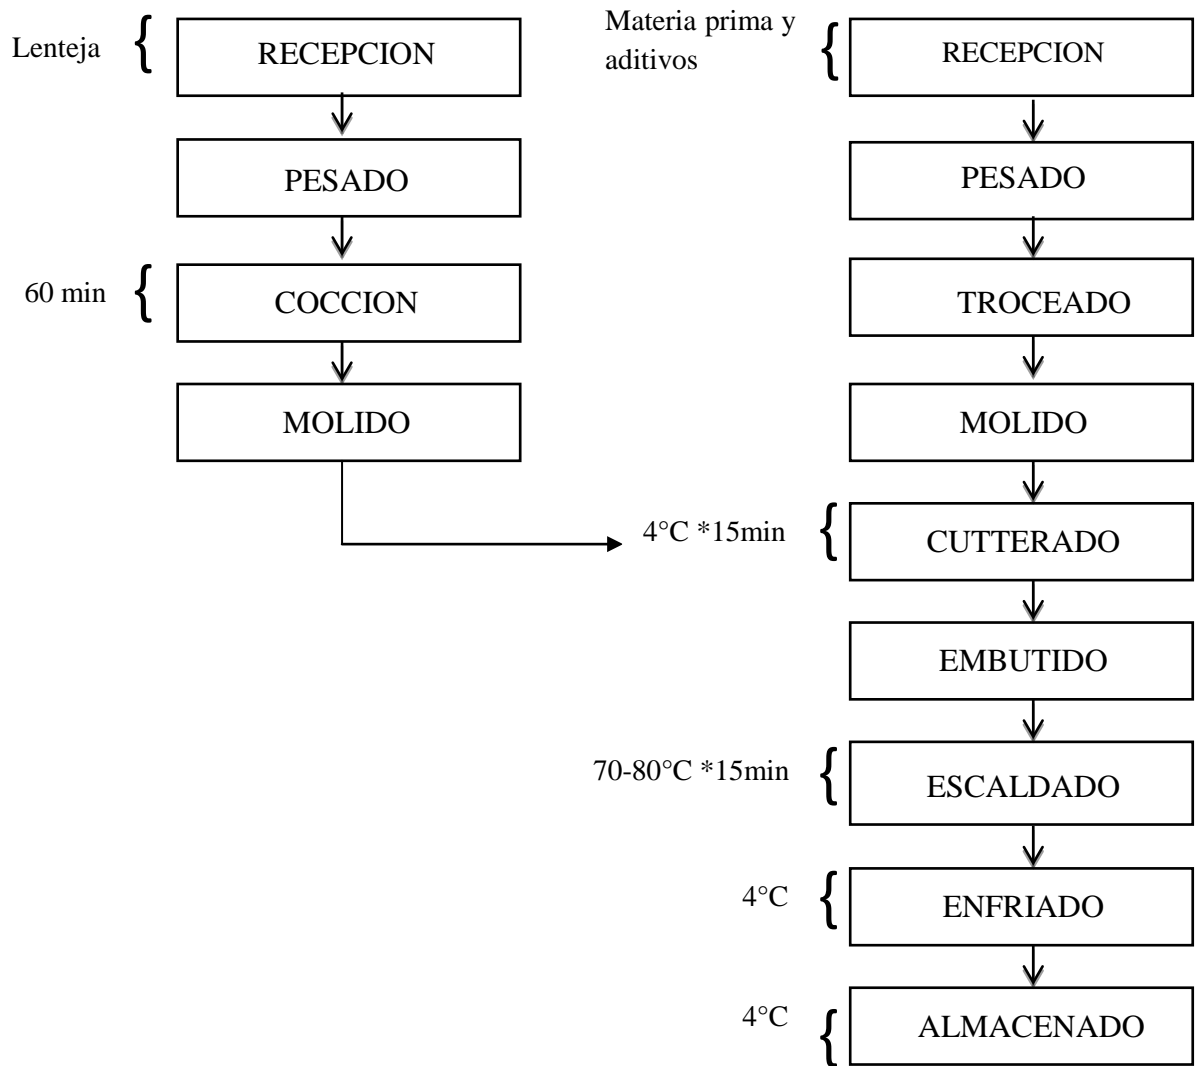 Lenteja
RECEPCION
PESADO
60 min
COCCION
MOLIDO
Materia prima y
aditivos
RECEPCION
PESADO
TROCEADO
MOLIDO
4°C *15min
CUTTERADO
EMBUTIDO
70-80°C *15min
ESCALDADO
4°C
ENFRIADO
4°C
ALMACENADO